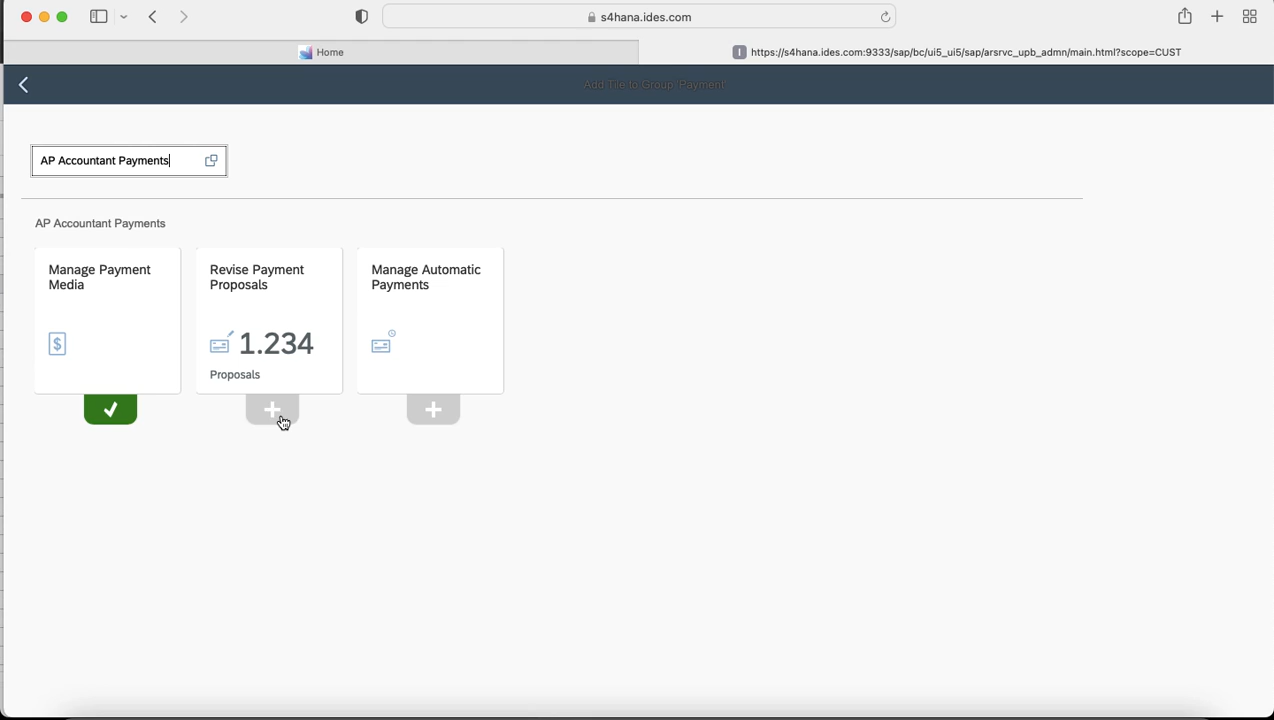 s4hana.ides.com
Home
I https://s4hana.ides.com:9333/sap/bc/ui5_ui5/sap/arsrvc_upb_admn/main.html?scope=CUST
Add Tile to Group 'Payment'
AP Accountant Payments
AP Accountant Payments
Manage Payment
Media
$
Revise Payment
Proposals
1.234
Proposals
Manage Automatic
Payments